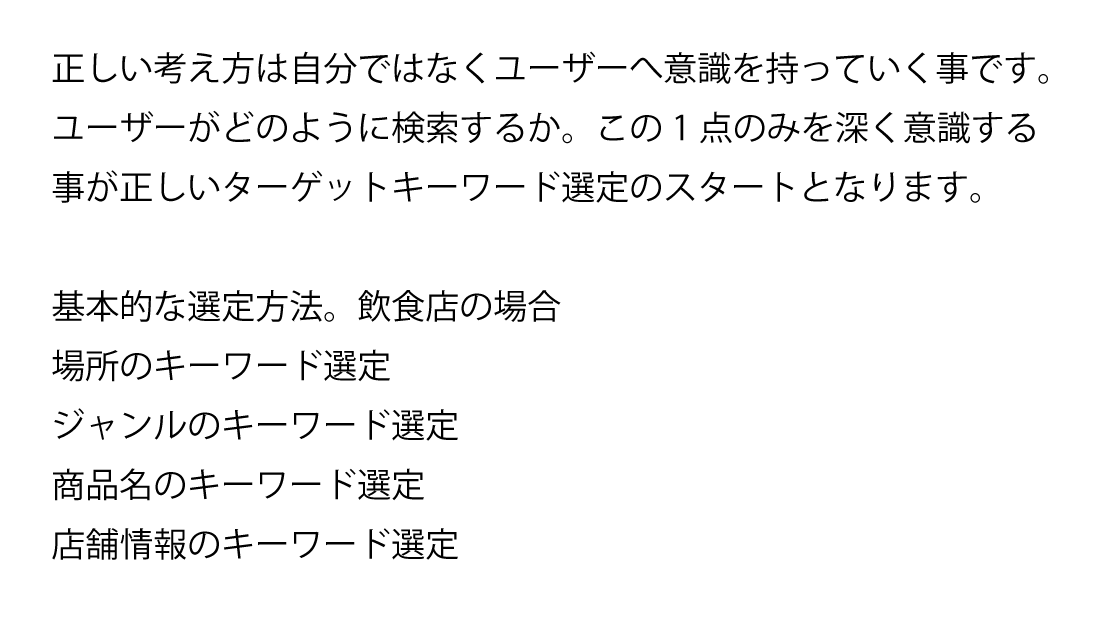 正しい考え方は自分ではなくユーザーへ意識を持っていく事です。
ユーザーがどのように検索するか。この 1 点のみを深く意識する
事が正しいターゲットキーワード選定のスタートとなります。
基本的な選定方法。飲食店の場合
場所のキーワード選定
ジャンルのキーワード選定
商品名のキーワード選定
店舗情報のキーワード選定